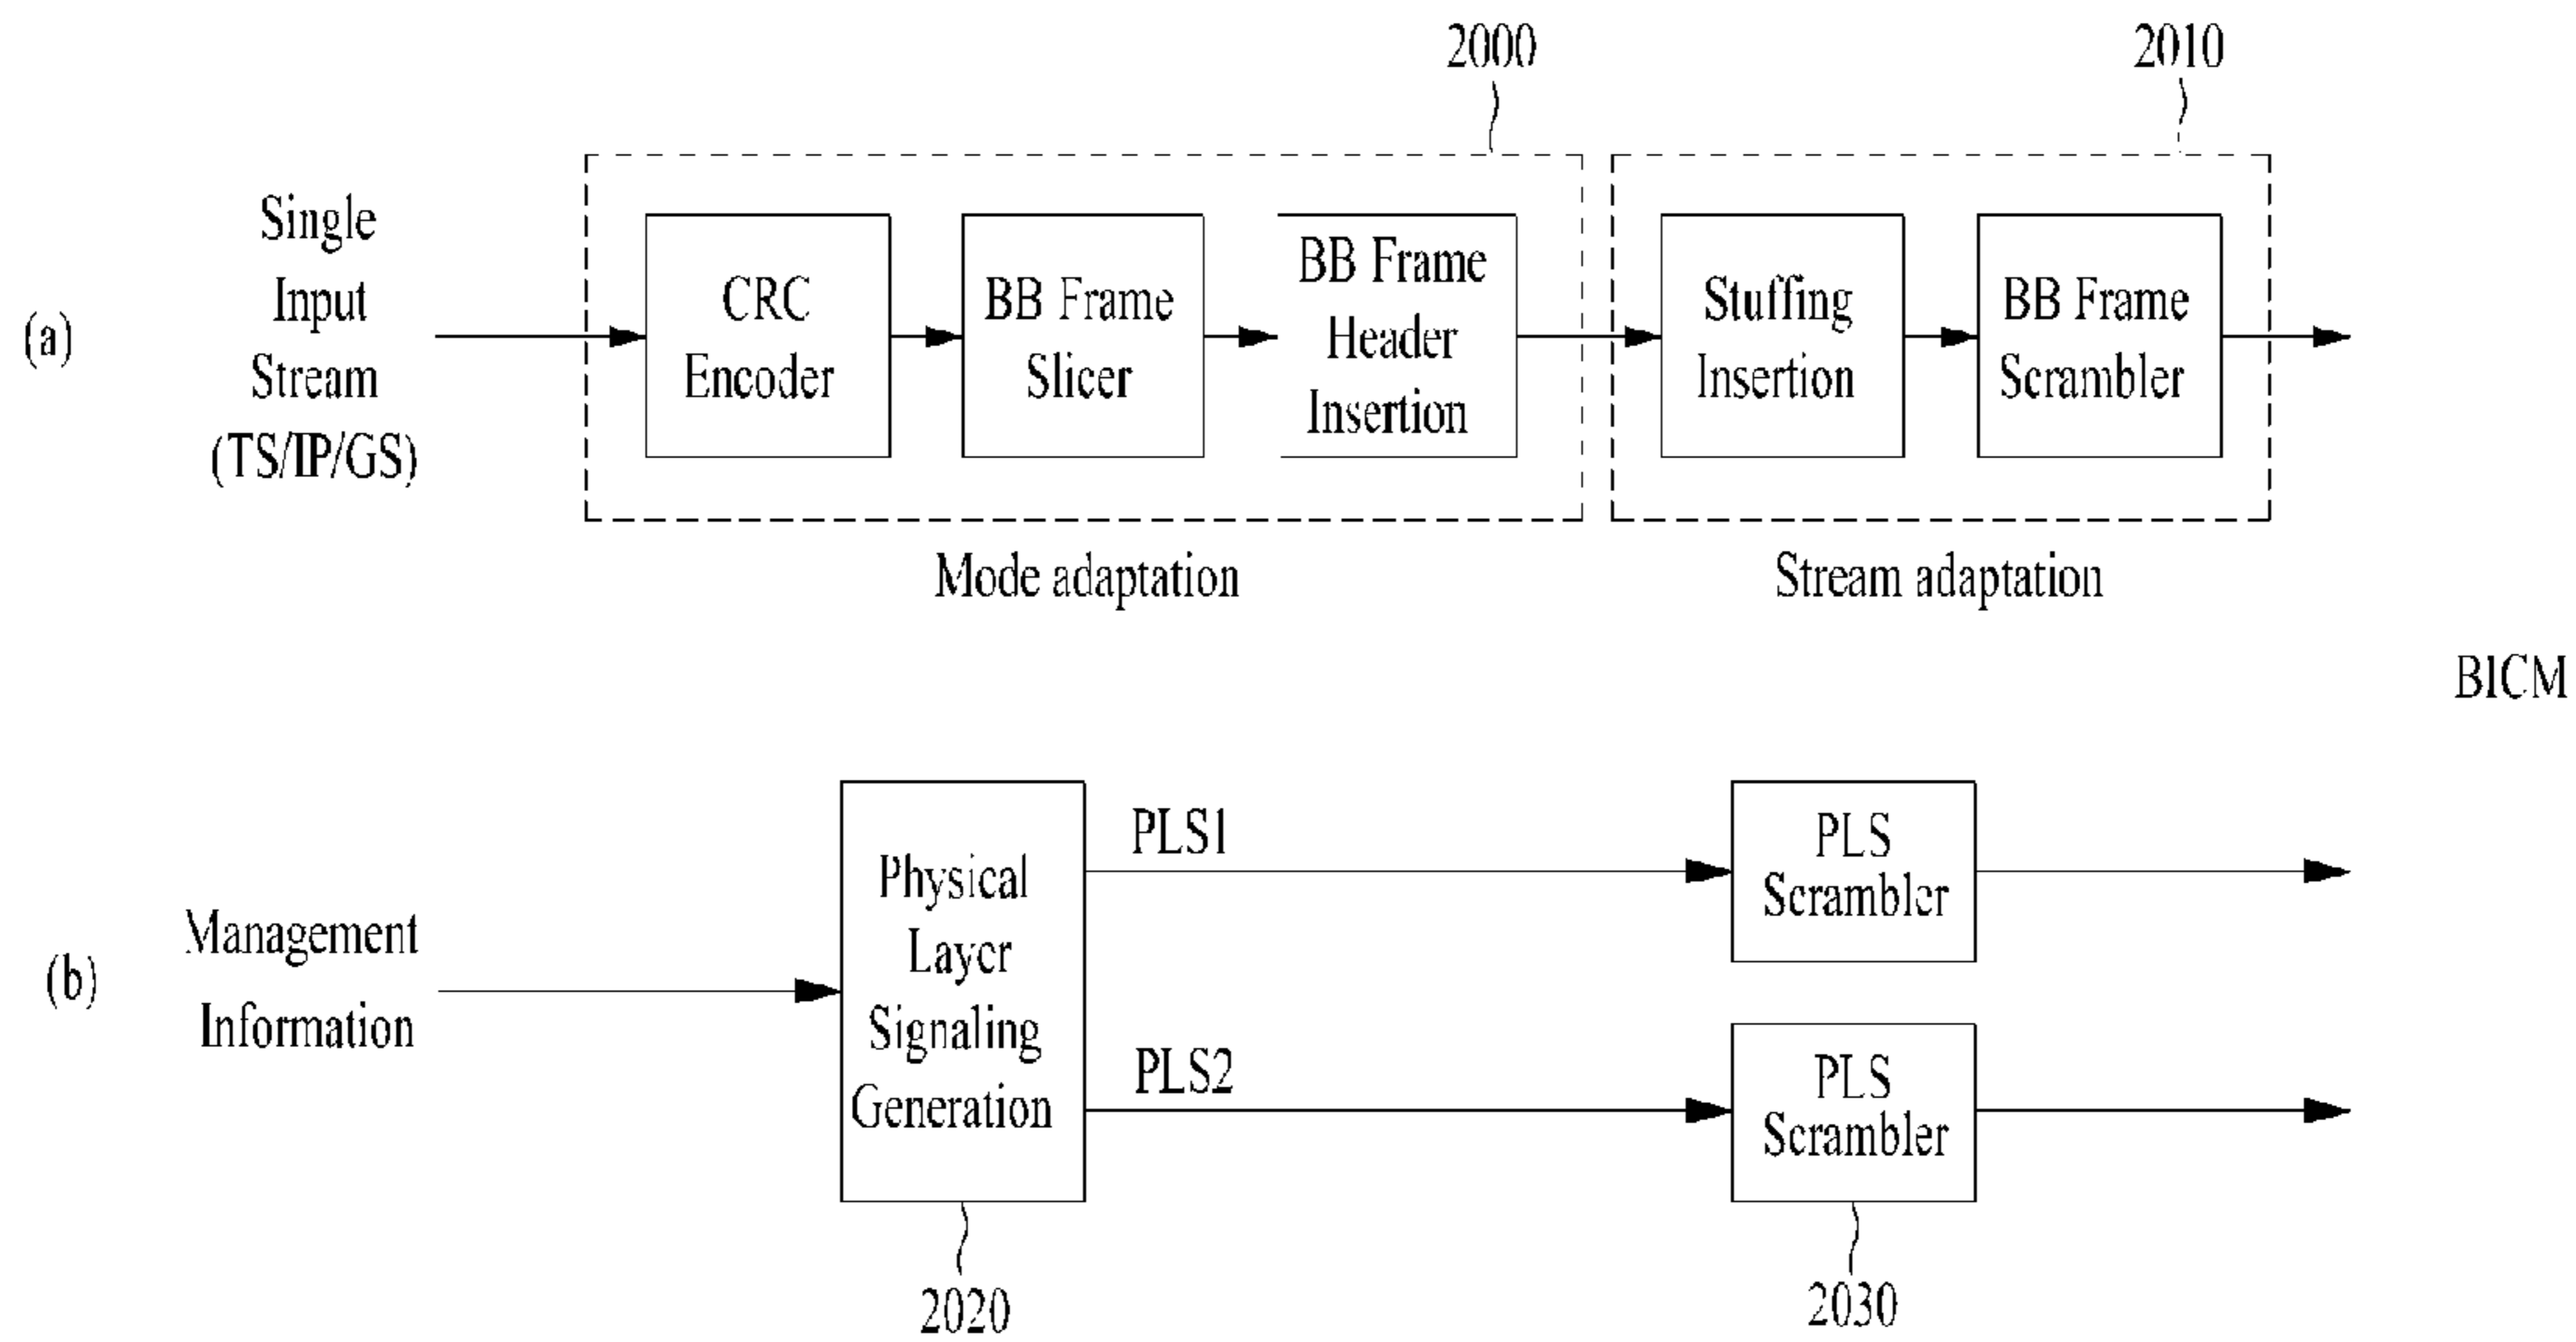 2000
2010
(a)
Single
Input
Stream
(TS/IP/GS)
CRC
Encoder
BB Frame
Slicer
BB Frame
Header
Insertion
Stuffing
Insertion
BB Frame
Scrambler
Mode adaptation
Stream adaptation
BICM
(b)
Management
Information
Physical
Layer
Signaling
Generation
PLS1
PLS2
PLS
Scrambler
PLS
Scrambler
2020
2030